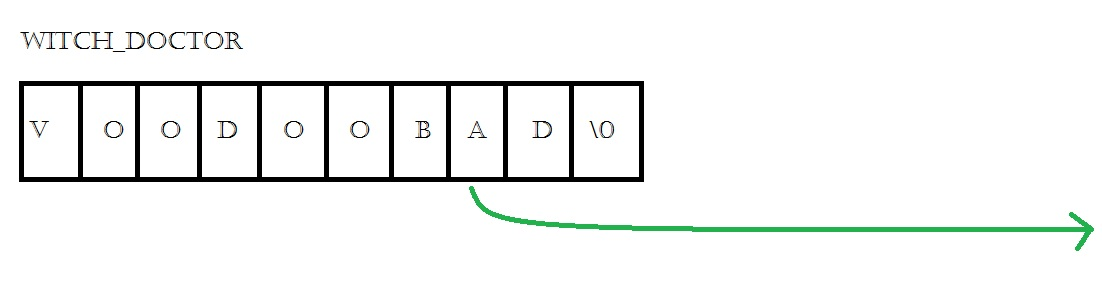 WITCH_DOCTOR
V O O D O O B A D \0